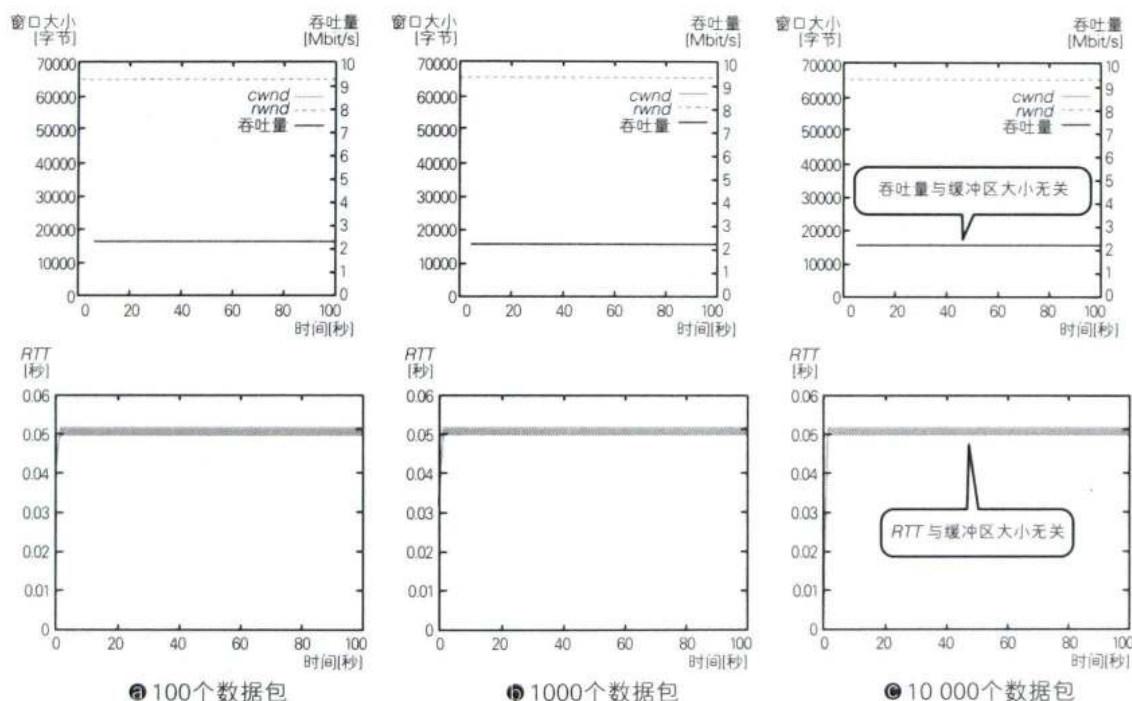 窗口大小
[字节]
吞吐量
[Mbit/s]
70000
60000
50000
40000
30000
20000
10000
0
10
9
8
7
6
5
4
3
2
1
0
cwnd
rwnd
吞吐量
0 20 40 60 80 100
时间[秒]
窗口大小
[字节]
吞吐量
[Mbit/s]
70000
60000
50000
40000
30000
20000
10000
0
10
9
8
7
6
5
4
3
2
1
0
cwnd
rwnd
吞吐量
0 20 40 60 80 100
时间[秒]
窗口大小
[字节]
吞吐量
[Mbit/s]
70000
60000
50000
40000
30000
20000
10000
0
10
9
8
7
6
5
4
3
2
1
0
cwnd
rwnd
吞吐量
吞吐量与缓冲区大小无关
0 20 40 60 80 100
时间[秒]
RTT
[秒]
0.06
0.05
0.04
0.03
0.02
0.01
0
0 20 40 60 80 100
时间[秒]
ⓐ 100个数据包
RTT
[秒]
0.06
0.05
0.04
0.03
0.02
0.01
0
0 20 40 60 80 100
时间[秒]
ⓑ 1000个数据包
RTT
[秒]
0.06
0.05
0.04
0.03
0.02
0.01
0
RTT与缓冲区大小无关
0 20 40 60 80 100
时间[秒]
ⓒ 10 000个数据包